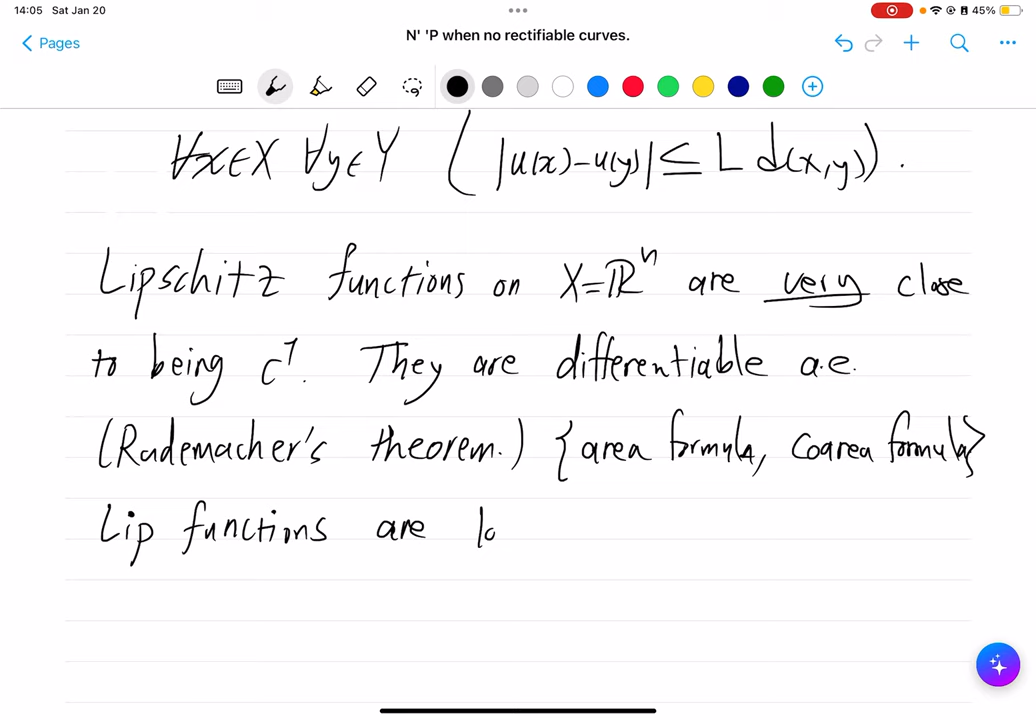 14:05 Sat Jan 20
45%
Pages
N' 'P when no rectifiable curves.
∀x∈X ∀y∈Y ( |u(x)-u(y)| ≤ L d(x,y)).
Lipschitz functions on X=ℝⁿ are very close
to being C¹. They are differentiable a.e.
(Rademacher's theorem.) {area formula, Coarea formula}
Lip functions are lo